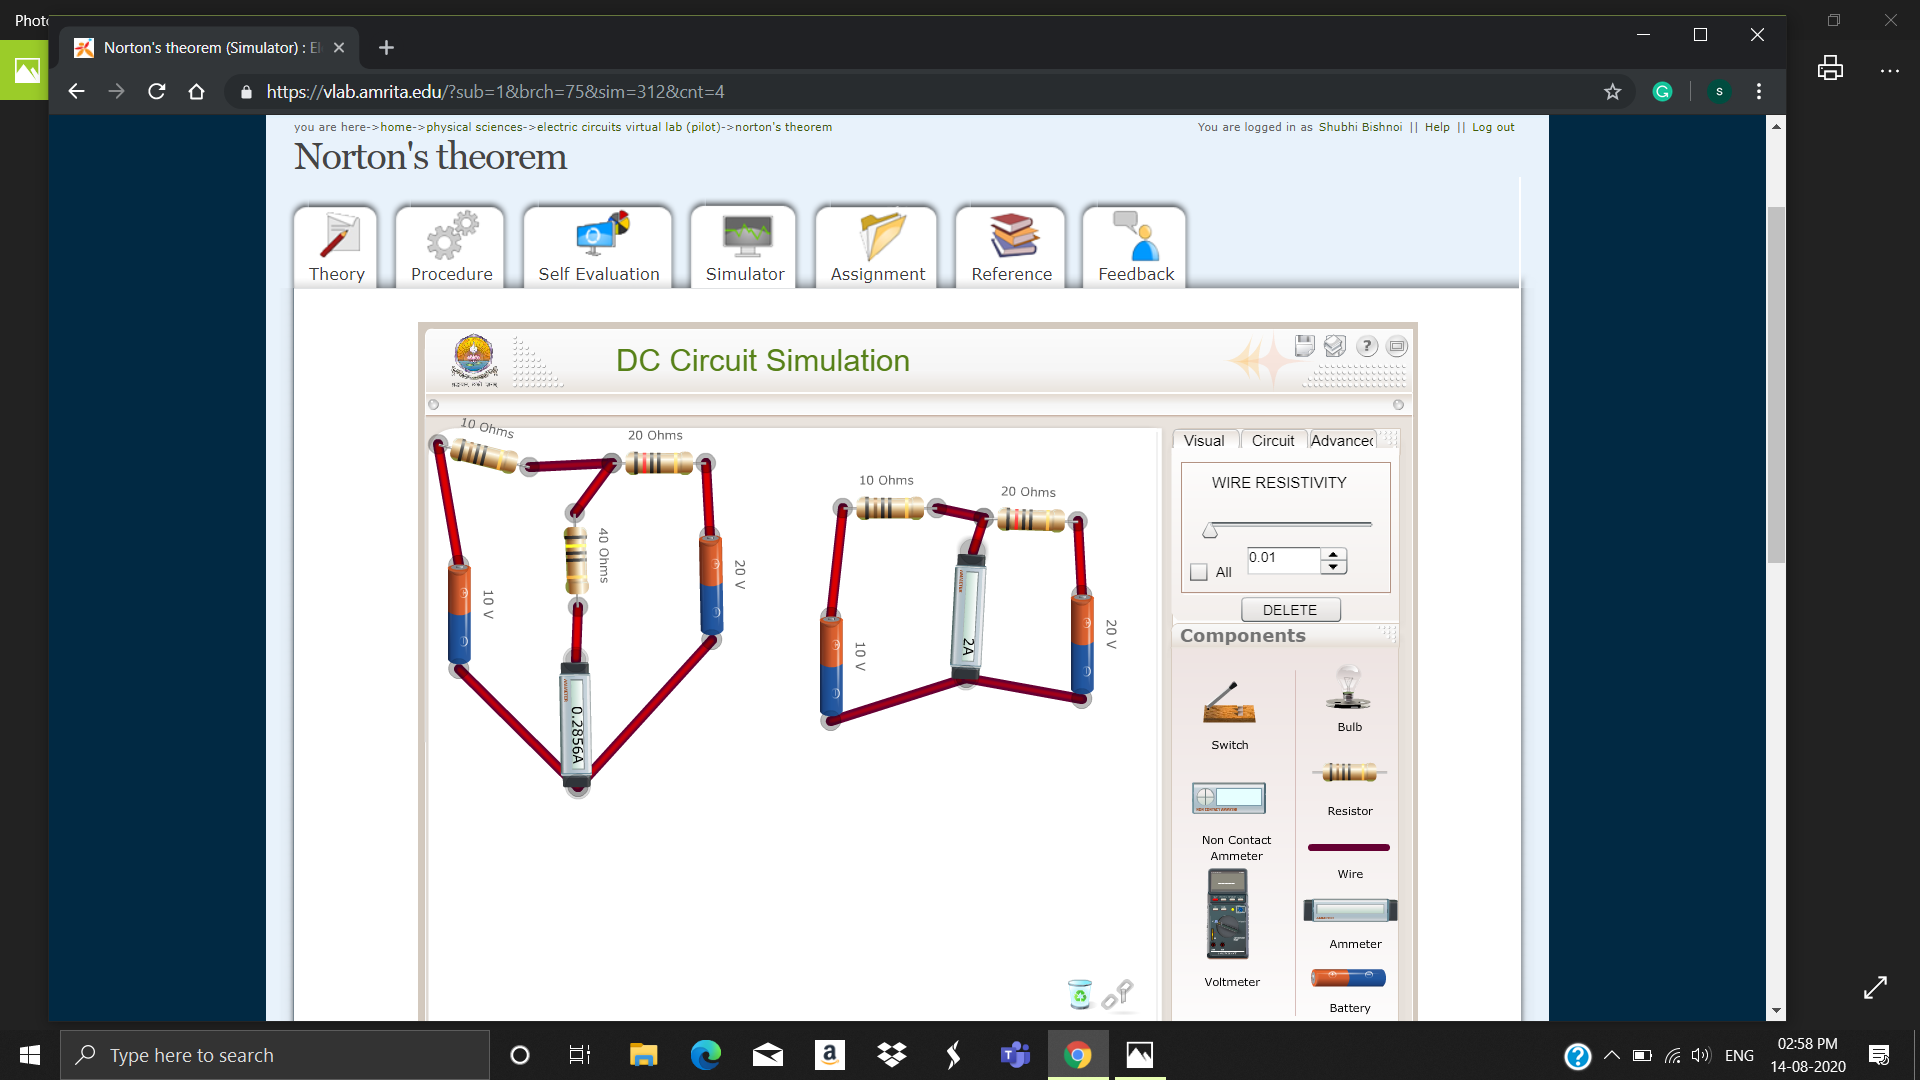 Photo
Norton's theorem (Simulator) : El
https://vlab.amrita.edu/?sub=1&brch=75&sim=312&cnt=4
S
you are here->home->physical sciences->electric circuits virtual lab (pilot)->norton's theorem
You are logged in as Shubhi Bishnoi || Help || Log out
Norton's theorem
Theory
Procedure
Self Evaluation
Simulator
Assignment
Reference
Feedback
DC Circuit Simulation
10 Ohms
20 Ohms
40 Ohms
10 V
20 V
0.2856A
10 Ohms
20 Ohms
10 V
2A
20 V
Visual
Circuit
Advanced
WIRE RESISTIVITY
All
0.01
DELETE
Components
Switch
Bulb
Resistor
Non Contact
Ammeter
Wire
Ammeter
Voltmeter
Battery
Type here to search
ENG
02:58 PM
14-08-2020